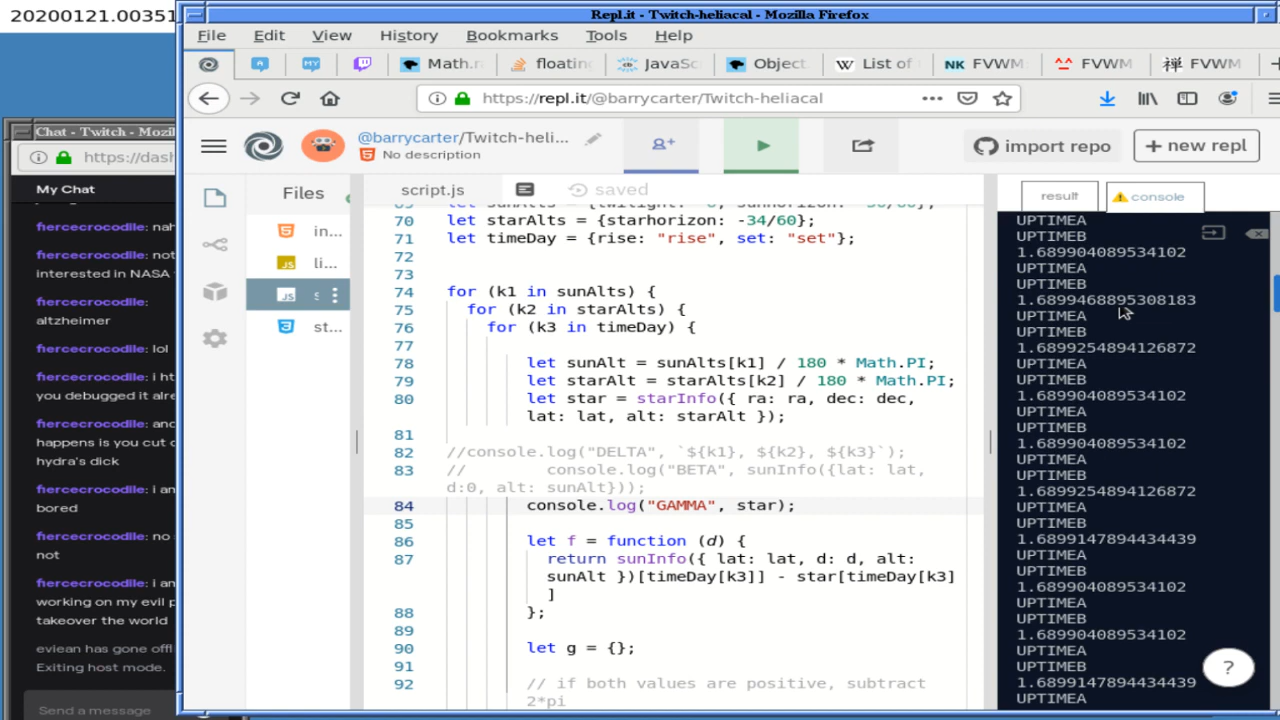 20200121.00351
Repl.it - Twitch-heliacal - Mozilla Firefox
File Edit View History Bookmarks Tools Help
Math.r floating JavaSc Object. List of NK FVWM FVWM 禅 FVWM
https://repl.it/@barrycarter/Twitch-heliacal
Chat - Twitch - Mozil
https://dash
My Chat
fiercecrocodile: nah
fiercecrocodile: not
interested in NASA
fiercecrocodile:
altzheimer
fiercecrocodile: lol
fiercecrocodile: i ht
you debugged it alre
fiercecrocodile: and
happens is you cut o
hydra's dick
fiercecrocodile: i am
bored
fiercecrocodile: no
not
fiercecrocodile: i am
working on my evil p
takeover the world
eviean has gone offl
Exiting host mode.
Send a message
@barrycarter/Twitch-heli...
No description
import repo
+ new repl
Files
in...
JS li...
JS s
st...
script.js
saved
70 let starAlts = {starhorizon: -34/60};
71 let timeDay = {rise: "rise", set: "set"};
72
73
74 for (k1 in sunAlts) {
75 for (k2 in starAlts) {
76 for (k3 in timeDay) {
77
78 let sunAlt = sunAlts[k1] / 180 * Math.PI;
79 let starAlt = starAlts[k2] / 180 * Math.PI;
80 let star = starInfo({ ra: ra, dec: dec,
lat: lat, alt: starAlt });
81
82 //console.log("DELTA", `${k1}, ${k2}, ${k3}`);
83 // console.log("BETA", sunInfo({lat: lat,
d:0, alt: sunAlt}));
84 console.log("GAMMA", star);
85
86 let f = function (d) {
87 return sunInfo({ lat: lat, d: d, alt:
sunAlt })[timeDay[k3]] - star[timeDay[k3]
]
88 };
89
90 let g = {};
91
92 // if both values are positive, subtract
2*pi
result
console
UPTIMEA
UPTIMEB
1.689904089534102
UPTIMEA
UPTIMEB
1.6899468895308183
UPTIMEA
UPTIMEB
1.6899254894126872
UPTIMEA
UPTIMEB
1.689904089534102
UPTIMEA
UPTIMEB
1.689904089534102
UPTIMEA
UPTIMEB
1.6899254894126872
UPTIMEA
UPTIMEB
1.6899147894434439
UPTIMEA
UPTIMEB
1.689904089534102
UPTIMEA
UPTIMEB
1.689904089534102
UPTIMEA
UPTIMEB
1.6899147894434439
UPTIMEA
?